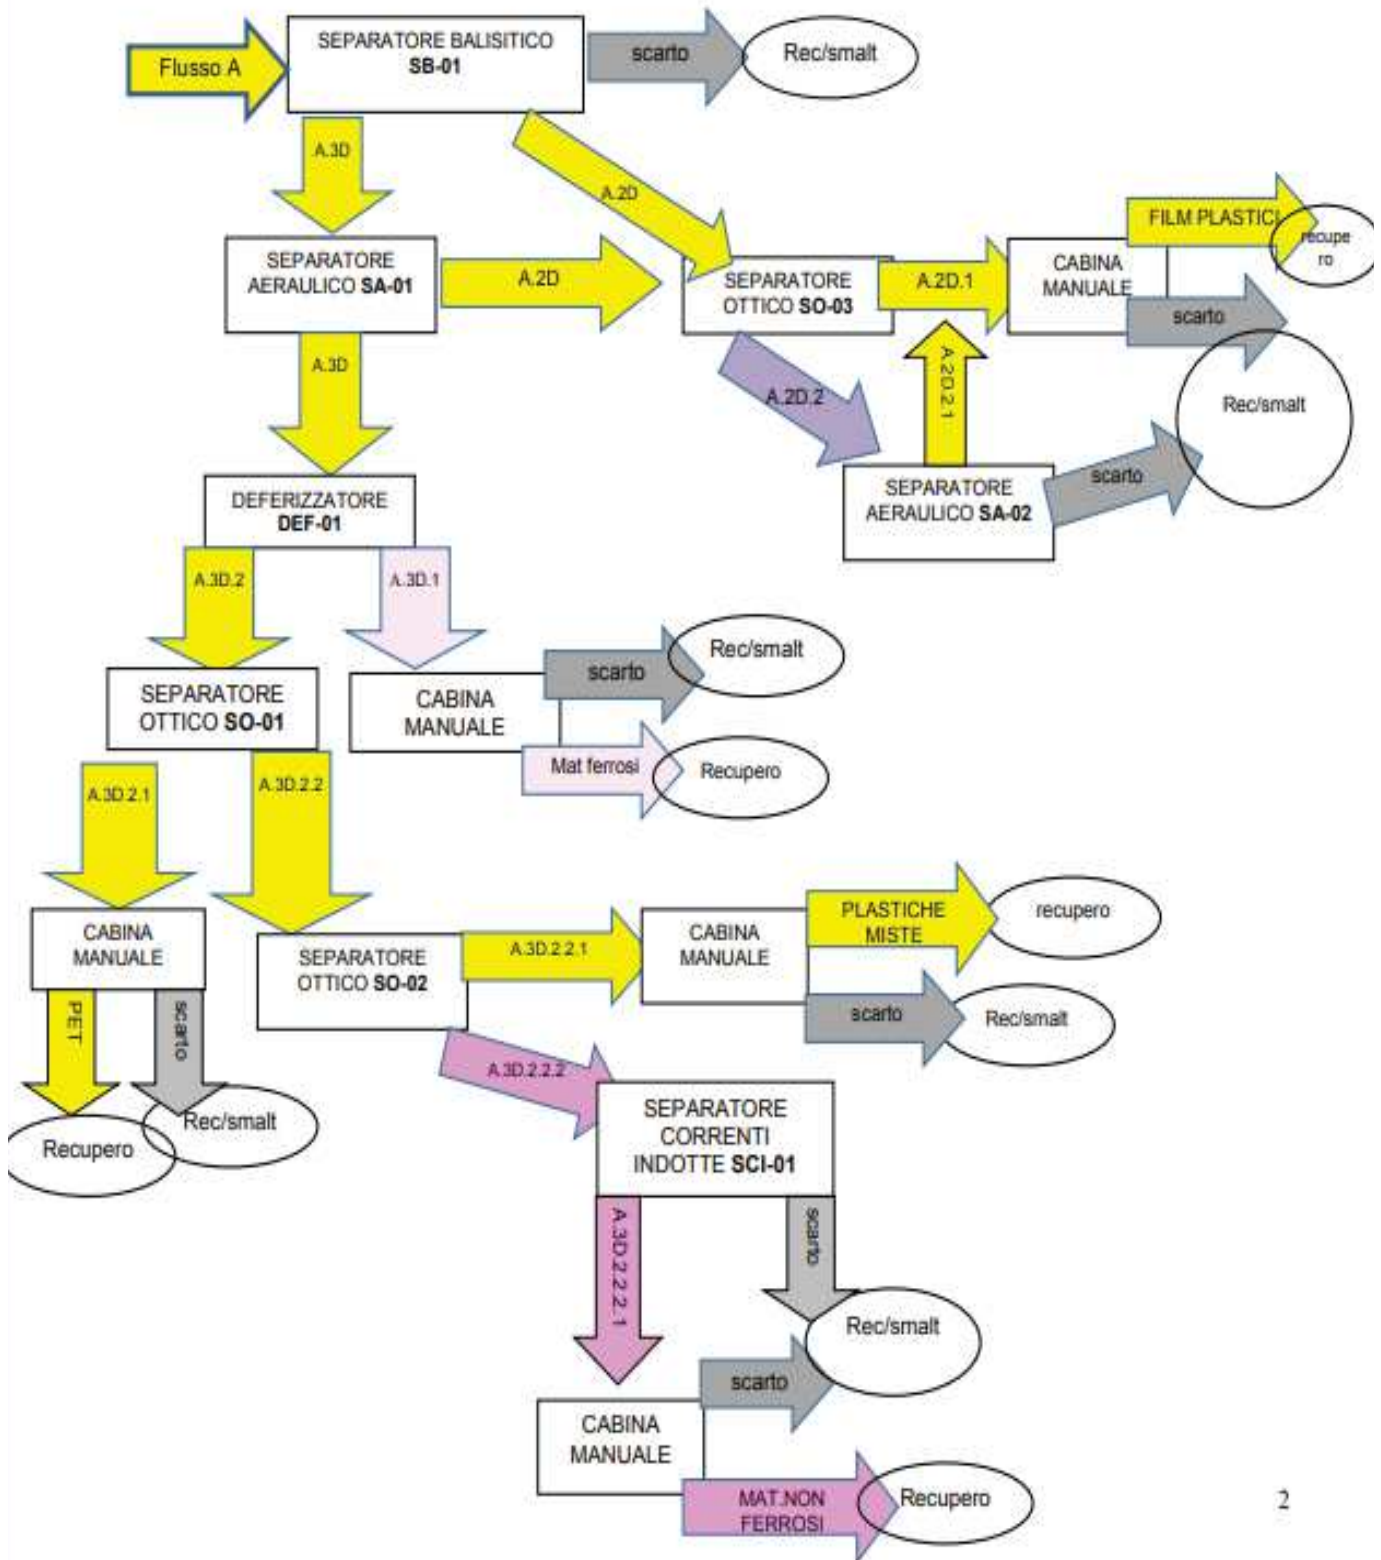 SEPARATORE BALISITICO
SB-01
scarto
Rec/smalt
Flusso A
A.3D
A.2D
FILM PLASTICI
recupe
ro
SEPARATORE
AERAULICO SA-01
A.2D
SEPARATORE
OTTICO SO-03
A.2D.1
CABINA
MANUALE
scarto
A.3D
A.2D.2
A.2D.2.1
Rec/smalt
SEPARATORE
AERAULICO SA-02
scarto
DEFERIZZATORE
DEF-01
A.3D.2
A.3D.1
SEPARATORE
OTTICO SO-01
CABINA
MANUALE
scarto
Rec/smalt
Mat ferrosi
Recupero
A.3D.2.1
A.3D.2.2
CABINA
MANUALE
SEPARATORE
OTTICO SO-02
A.3D.2.2.1
CABINA
MANUALE
PLASTICHE
MISTE
recupero
scarto
Rec/smalt
PET
scarto
Recupero
Rec/smalt
A.3D.2.2.2
SEPARATORE
CORRENTI
INDOTTE SCI-01
A.3D.2.2.2.1
scarto
Rec/smalt
scarto
CABINA
MANUALE
MAT.NON
FERROSI
Recupero
2